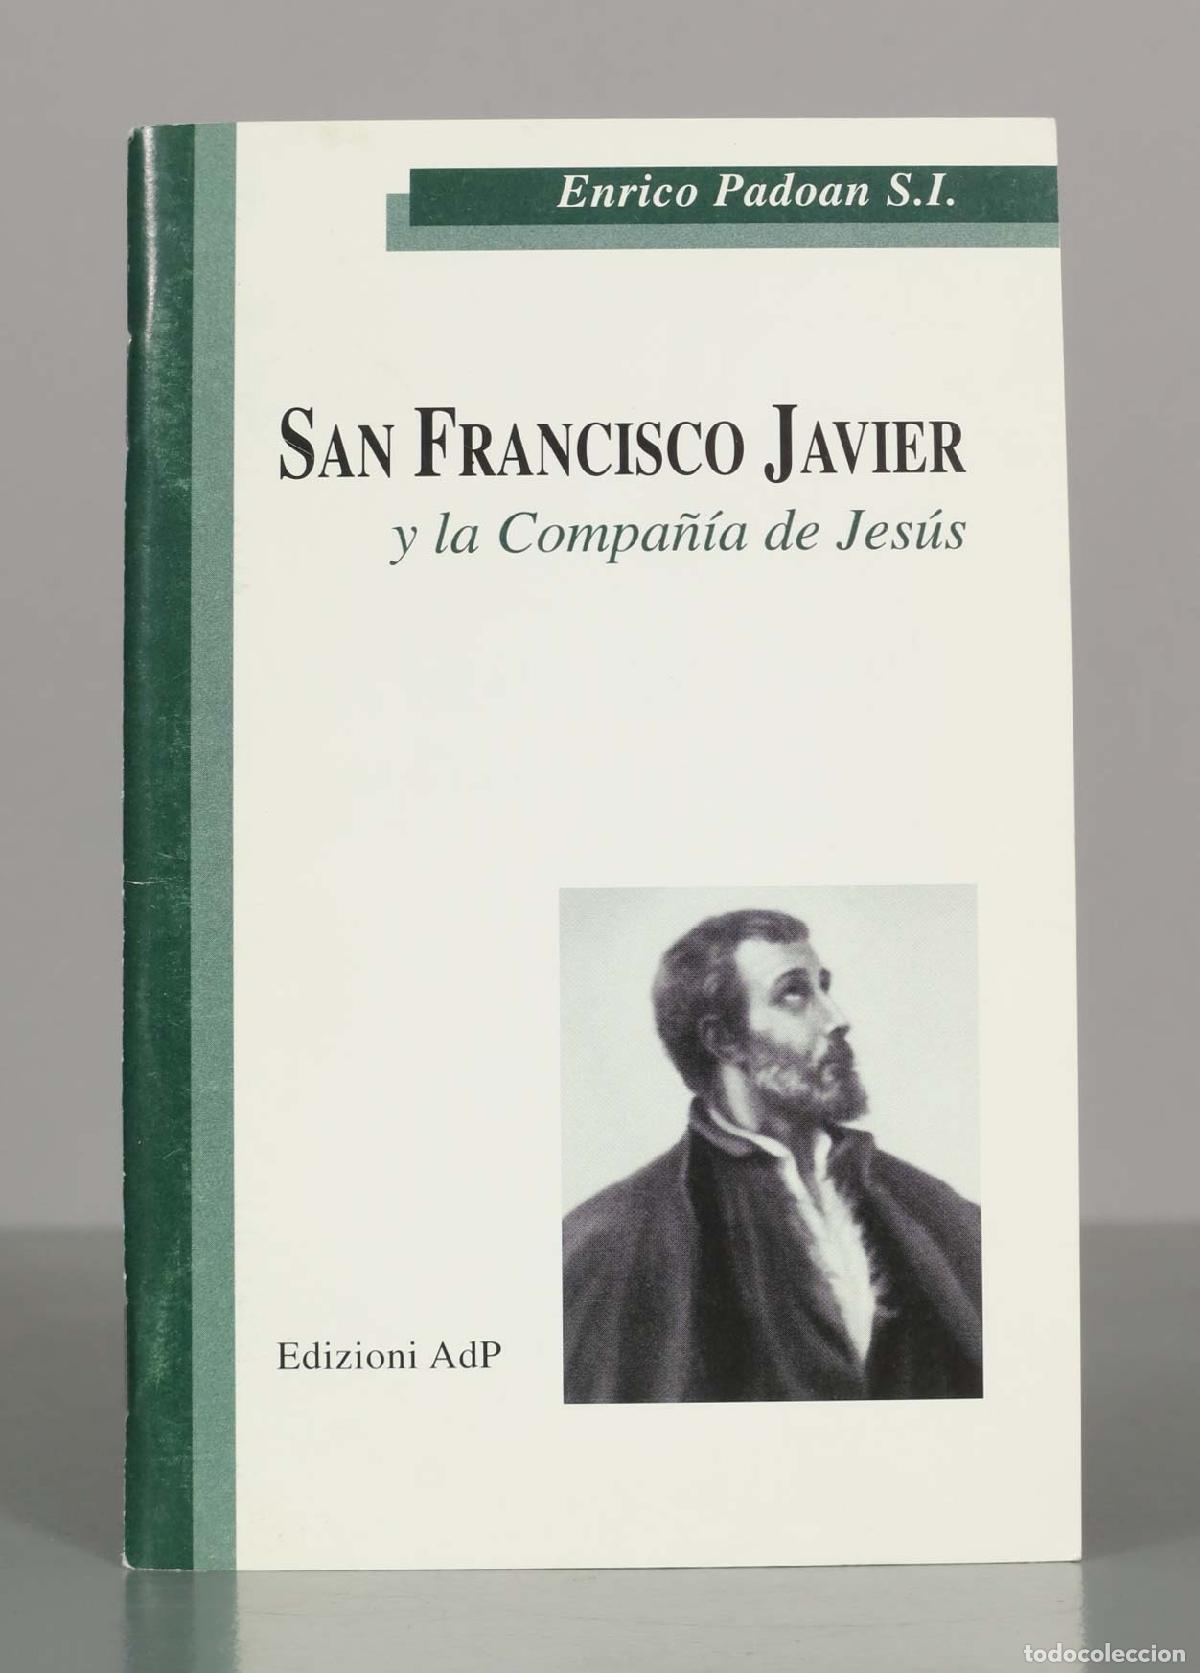 Enrico Padoan S.I.
SAN FRANCISCO JAVIER
y la Compañía de Jesús
Edizioni AdP
todocoleccion